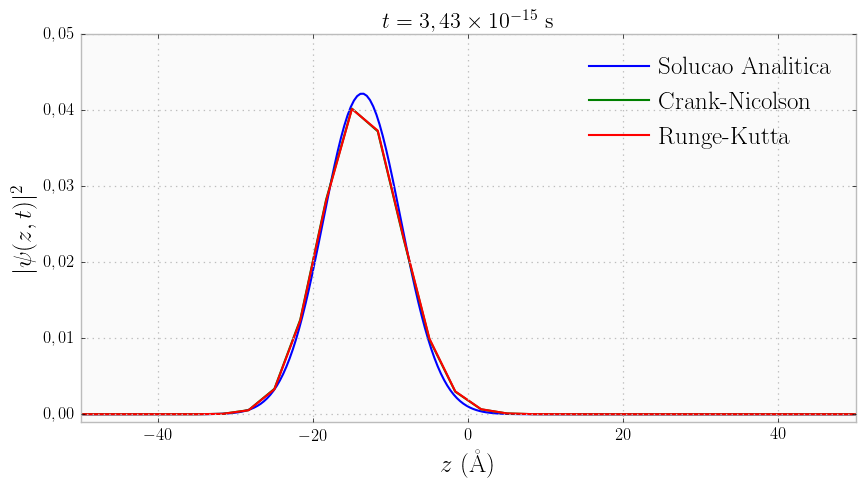 t = 3, 43 × 10⁻¹⁵ s
0, 05
0, 04
0, 03
0, 02
0, 01
0, 00
|ψ(z, t)|²
Solucao Analitica
Crank-Nicolson
Runge-Kutta
−40 −20 0 20 40
z (Å)